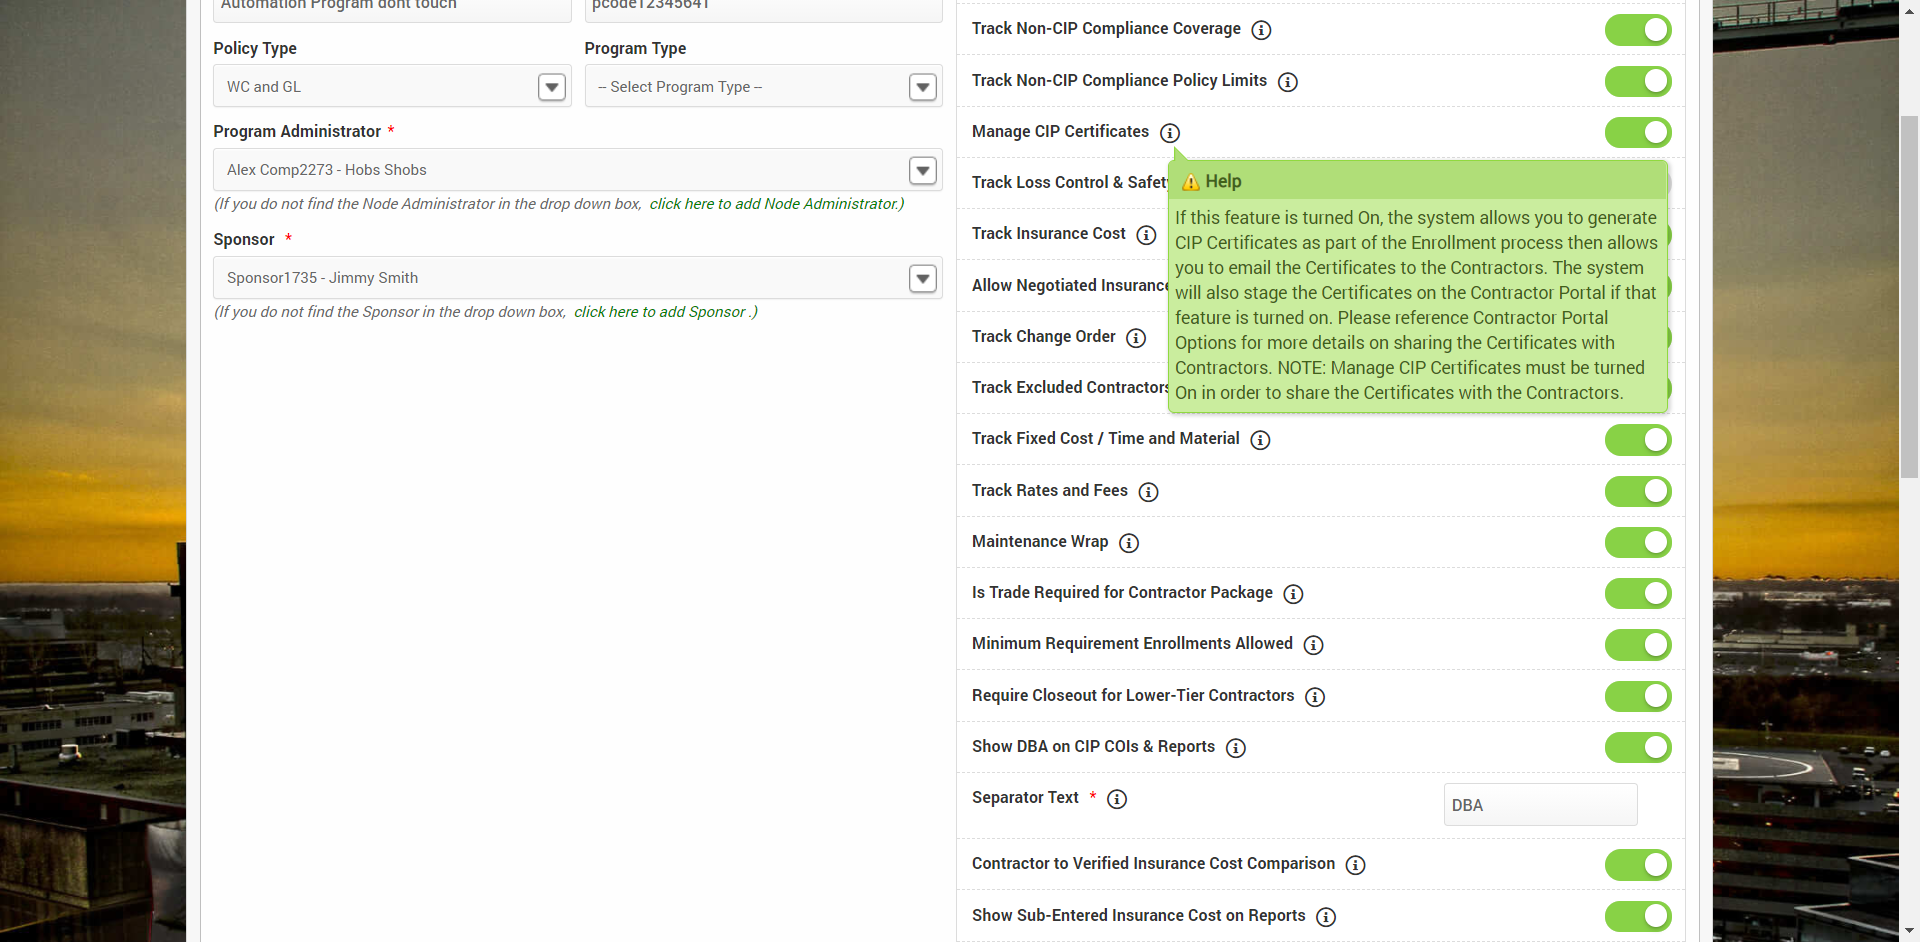 Automation Program dont touch
pcode12345641
Policy Type
Program Type
WC and GL
-- Select Program Type --
Program Administrator *
Alex Comp2273 - Hobs Shobs
(If you do not find the Node Administrator in the drop down box, click here to add Node Administrator.)
Sponsor *
Sponsor1735 - Jimmy Smith
(If you do not find the Sponsor in the drop down box, click here to add Sponsor .)
Track Non-CIP Compliance Coverage
Track Non-CIP Compliance Policy Limits
Manage CIP Certificates
Track Loss Control & Safety
Track Insurance Cost
Allow Negotiated Insurance
Track Change Order
Track Excluded Contractors
Help
If this feature is turned On, the system allows you to generate
CIP Certificates as part of the Enrollment process then allows
you to email the Certificates to the Contractors. The system
will also stage the Certificates on the Contractor Portal if that
feature is turned on. Please reference Contractor Portal
Options for more details on sharing the Certificates with
Contractors. NOTE: Manage CIP Certificates must be turned
On in order to share the Certificates with the Contractors.
Track Fixed Cost / Time and Material
Track Rates and Fees
Maintenance Wrap
Is Trade Required for Contractor Package
Minimum Requirement Enrollments Allowed
Require Closeout for Lower-Tier Contractors
Show DBA on CIP COIs & Reports
Separator Text *
DBA
Contractor to Verified Insurance Cost Comparison
Show Sub-Entered Insurance Cost on Reports